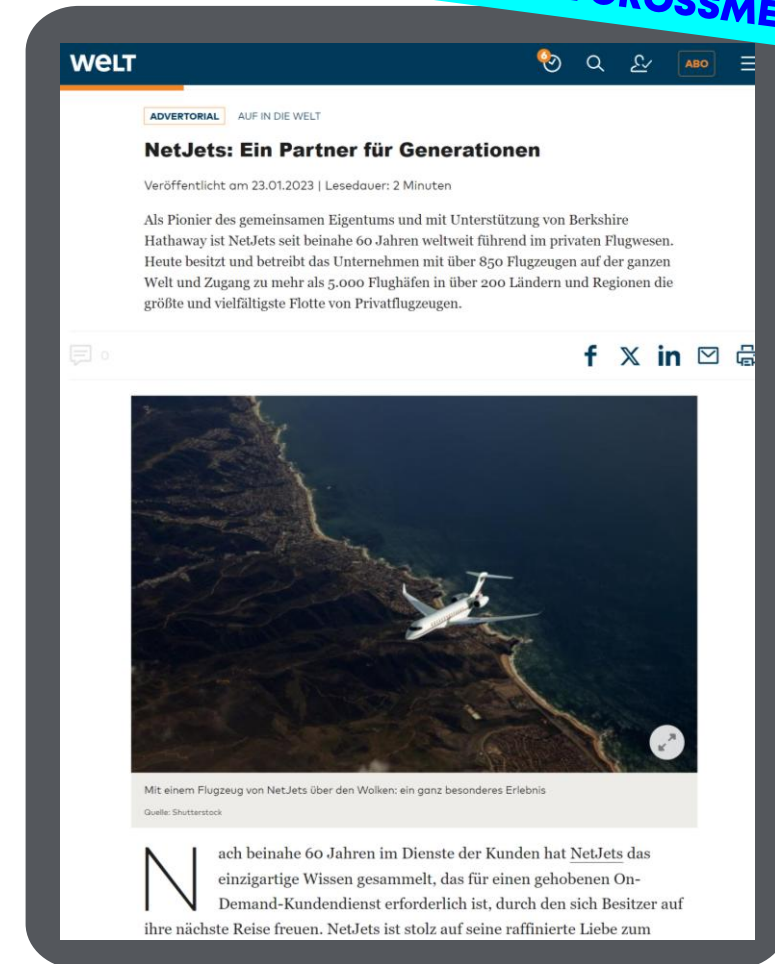 CROSSME
welt
6
ABO
ADVERTORIAL AUF IN DIE WELT
NetJets: Ein Partner für Generationen
Veröffentlicht am 23.01.2023 | Lesedauer: 2 Minuten
Als Pionier des gemeinsamen Eigentums und mit Unterstützung von Berkshire
Hathaway ist NetJets seit beinahe 60 Jahren weltweit führend im privaten Flugwesen.
Heute besitzt und betreibt das Unternehmen mit über 850 Flugzeugen auf der ganzen
Welt und Zugang zu mehr als 5.000 Flughäfen in über 200 Ländern und Regionen die
größte und vielfältigste Flotte von Privatflugzeugen.
0
f X in
Mit einem Flugzeug von NetJets über den Wolken: ein ganz besonderes Erlebnis
Quelle: Shutterstock
Nach beinahe 60 Jahren im Dienste der Kunden hat NetJets das
einzigartige Wissen gesammelt, das für einen gehobenen On-
Demand-Kundendienst erforderlich ist, durch den sich Besitzer auf
ihre nächste Reise freuen. NetJets ist stolz auf seine raffinierte Liebe zum